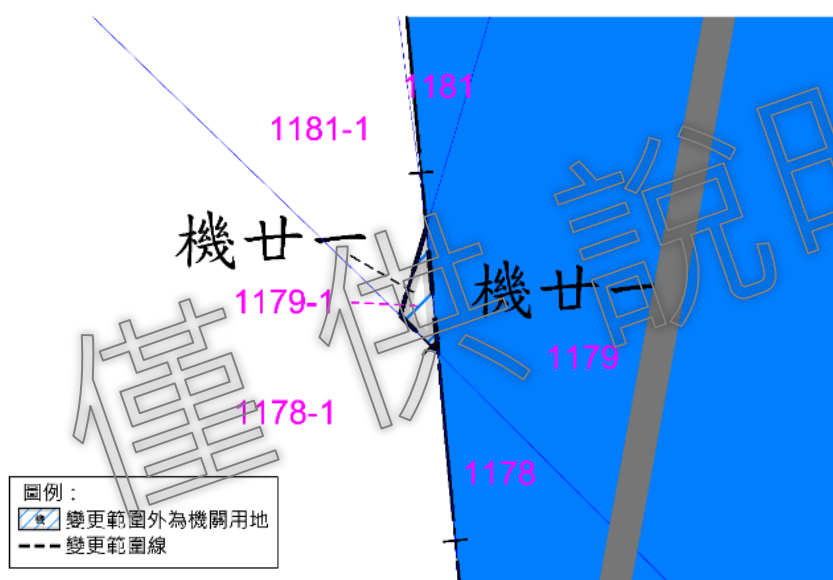 1181
1181-1
機廿一
1179-1
機廿一
1179
1178-1
1178
僅供說明
圖例：
機 變更範圍外為機關用地
變更範圍線